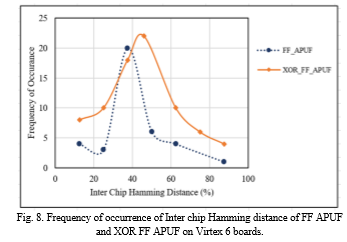 25
20
15
10
5
0
Frequency of Occurance
0 20 40 60 80 100
Inter Chip Hamming Distance (%)
FF_APUF
XOR_FF_APUF
Fig. 8. Frequency of occurrence of Inter chip Hamming distance of FF APUF
and XOR FF APUF on Virtex 6 boards.